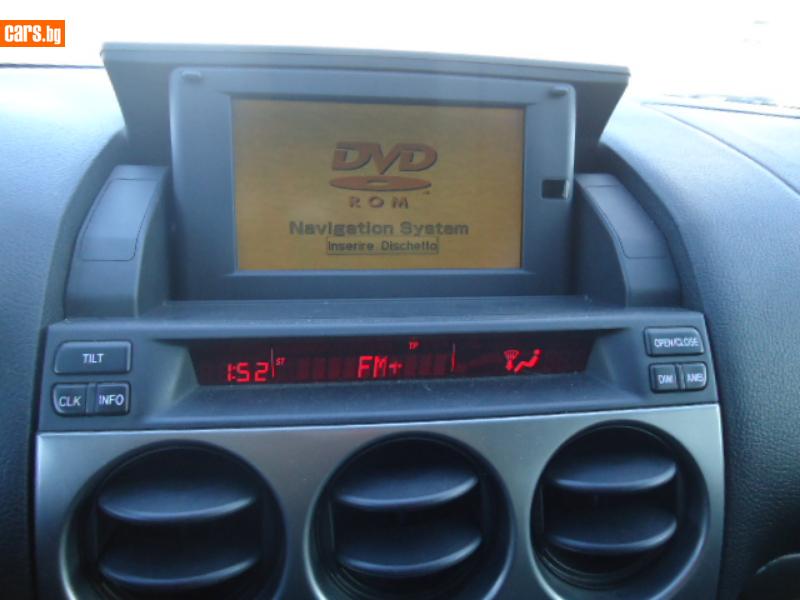 cars.bg
DVD
ROM
Navigation System
Inserire Dischetto
TILT
CLK INFO
1:52 ST FM+ TP
OPEN/CLOSE
DIM AMB